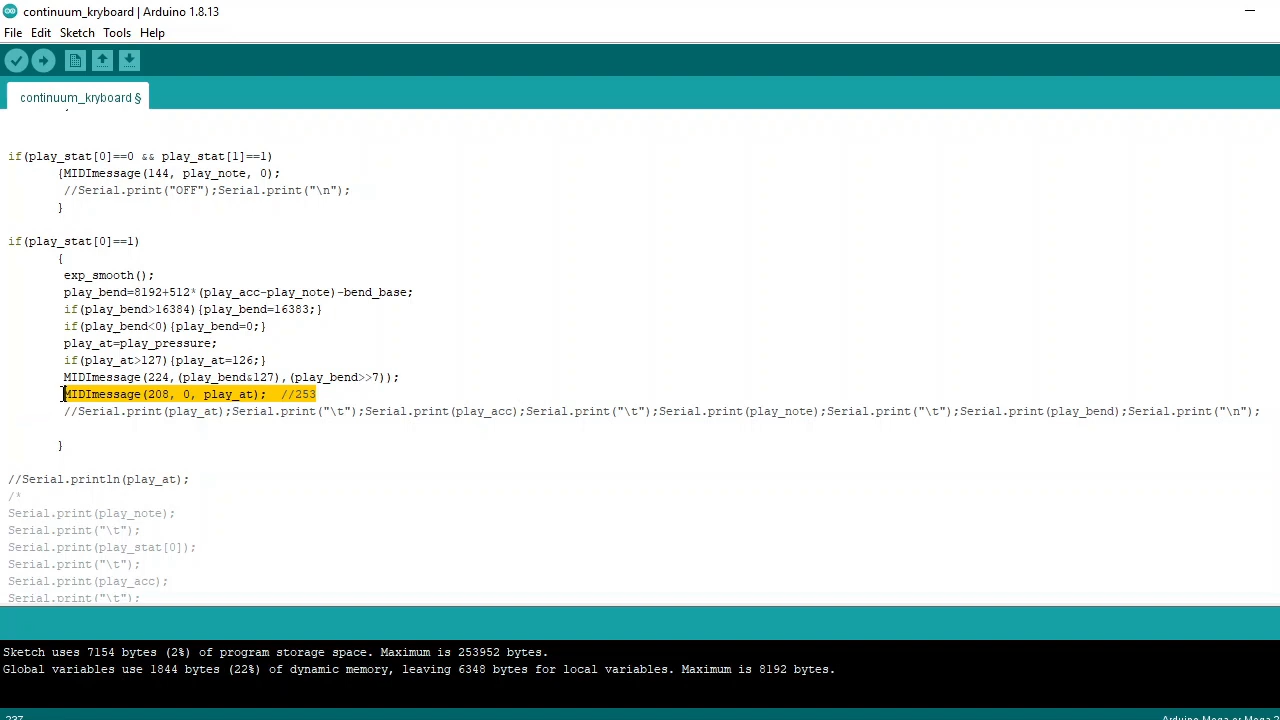 continuum_kryboard | Arduino 1.8.13
File Edit Sketch Tools Help
continuum_kryboard §
}
if(play_stat[0]==0 && play_stat[1]==1)
{MIDImessage(144, play_note, 0);
//Serial.print("OFF");Serial.print("\n");
}
if(play_stat[0]==1)
{
exp_smooth();
play_bend=8192+512*(play_acc-play_note)-bend_base;
if(play_bend>16384){play_bend=16383;}
if(play_bend<0){play_bend=0;}
play_at=play_pressure;
if(play_at>127){play_at=126;}
MIDImessage(224,(play_bend&127),(play_bend>>7));
MIDImessage(208, 0, play_at);  //253
//Serial.print(play_at);Serial.print("\t");Serial.print(play_acc);Serial.print("\t");Serial.print(play_note);Serial.print("\t");Serial.print(play_bend);Serial.print("\n");
}
//Serial.println(play_at);
/*
Serial.print(play_note);
Serial.print("\t");
Serial.print(play_stat[0]);
Serial.print("\t");
Serial.print(play_acc);
Serial.print("\t");
Sketch uses 7154 bytes (2%) of program storage space. Maximum is 253952 bytes.
Global variables use 1844 bytes (22%) of dynamic memory, leaving 6348 bytes for local variables. Maximum is 8192 bytes.
237 Arduino Mega or Mega 2